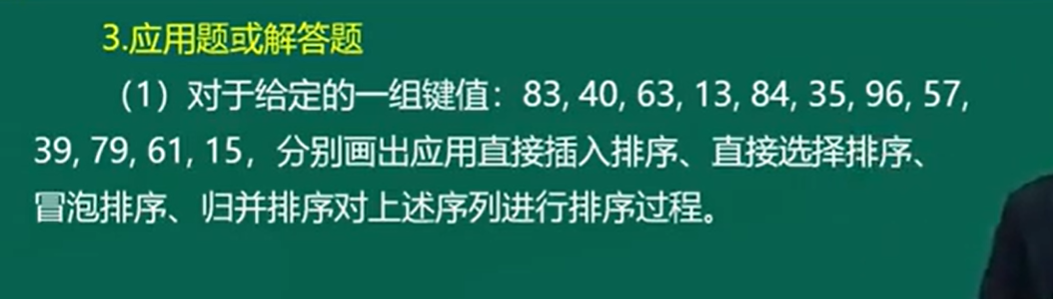 3.应用题或解答题
（1）对于给定的一组键值：83, 40, 63, 13, 84, 35, 96, 57,
39, 79, 61, 15，分别画出应用直接插入排序、直接选择排序、
冒泡排序、归并排序对上述序列进行排序过程。